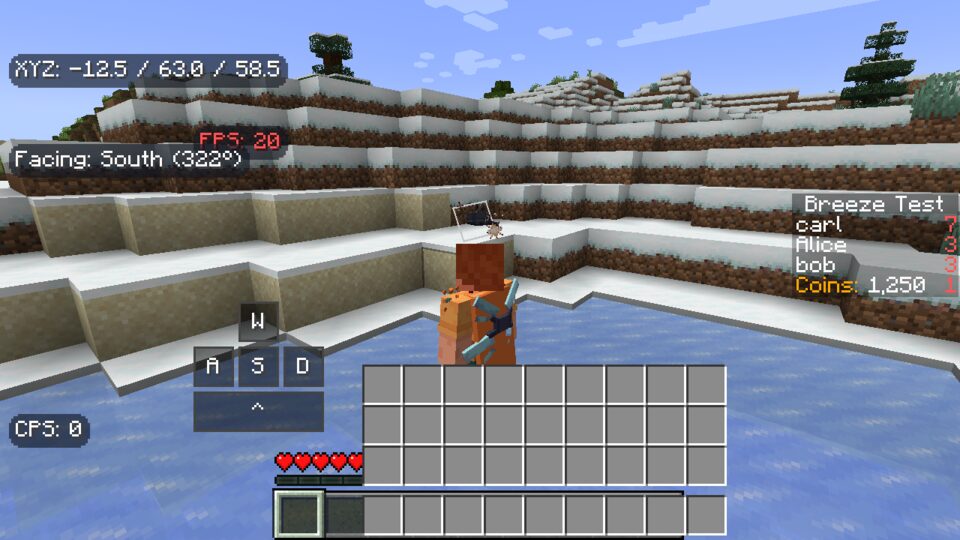 XYZ: -12.5 / 63.0 / 58.5
FPS: 20
Facing: South (322°)
Breeze Test
carl 7
Alice 3
bob 3
Coins: 1,250 1
W
A S D
^
CPS: 0